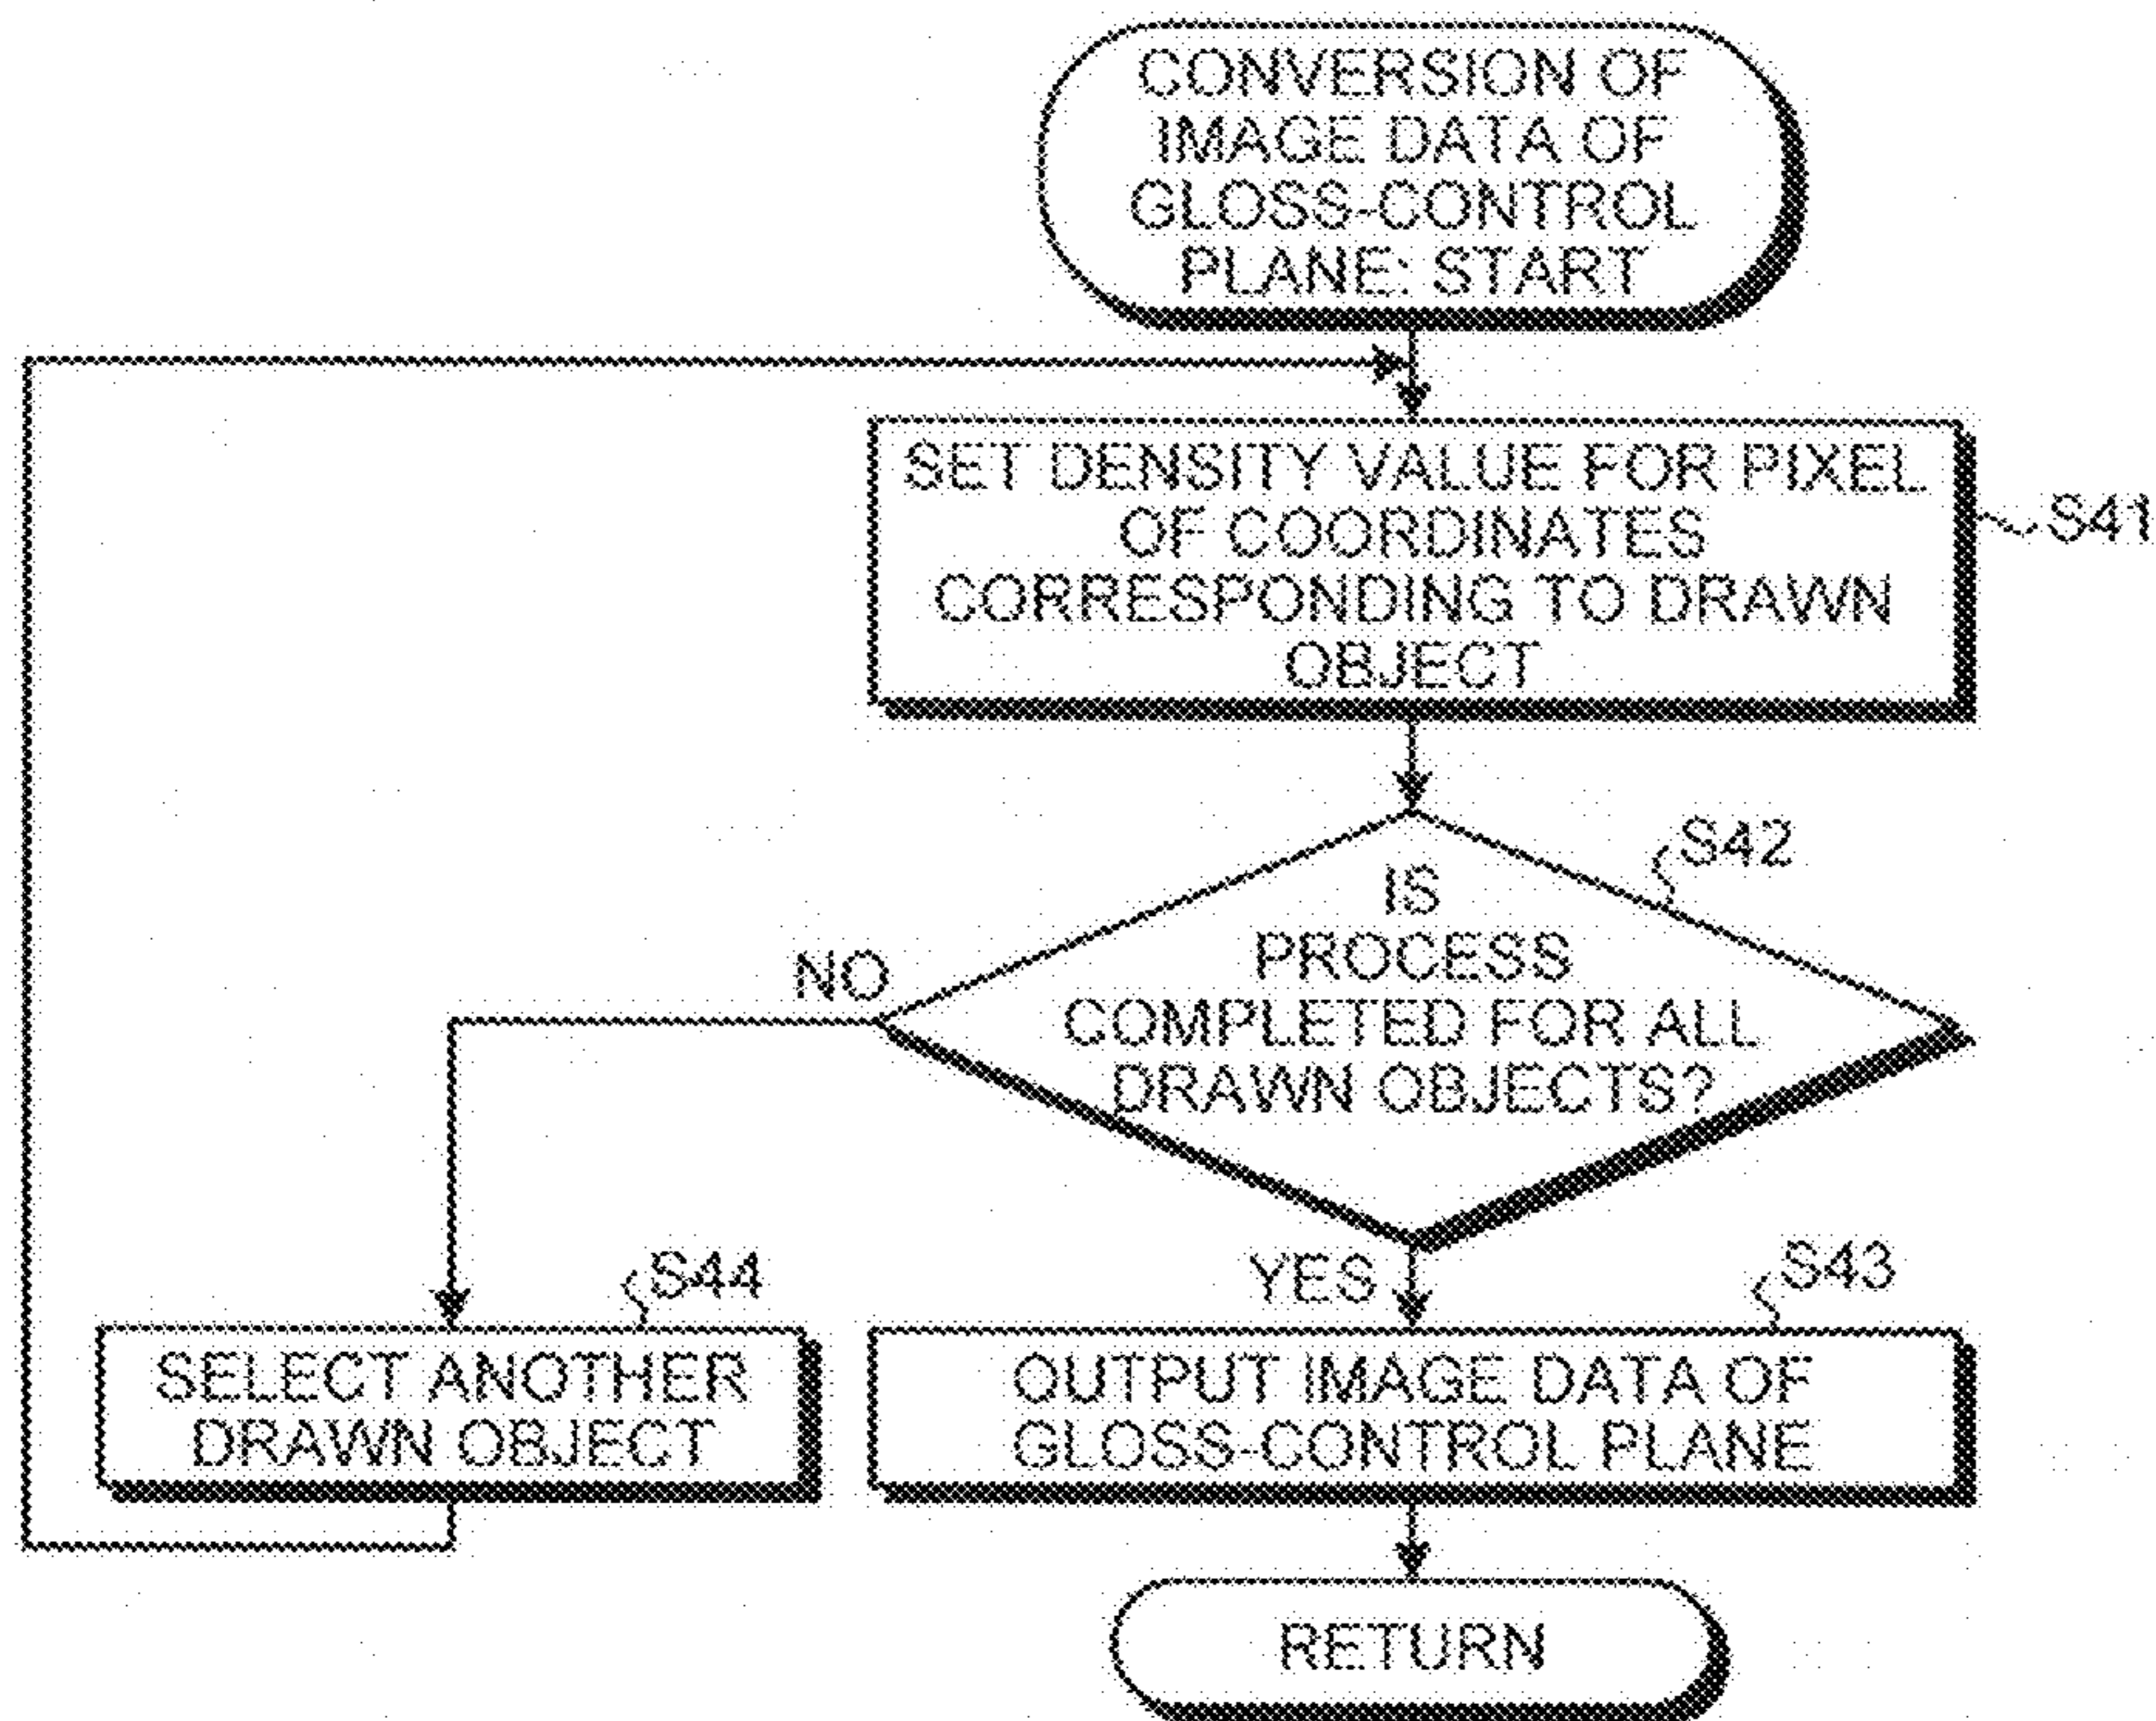 CONVERSION OF
IMAGE DATA OF
GLOSS-CONTROL
PLANE: START
SET DENSITY VALUE FOR PIXEL
OF COORDINATES
CORRESPONDING TO DRAWN
OBJECT
S41
S42
IS
PROCESS
COMPLETED FOR ALL
DRAWN OBJECTS?
NO
YES
S44
SELECT ANOTHER
DRAWN OBJECT
S43
OUTPUT IMAGE DATA OF
GLOSS-CONTROL PLANE
RETURN